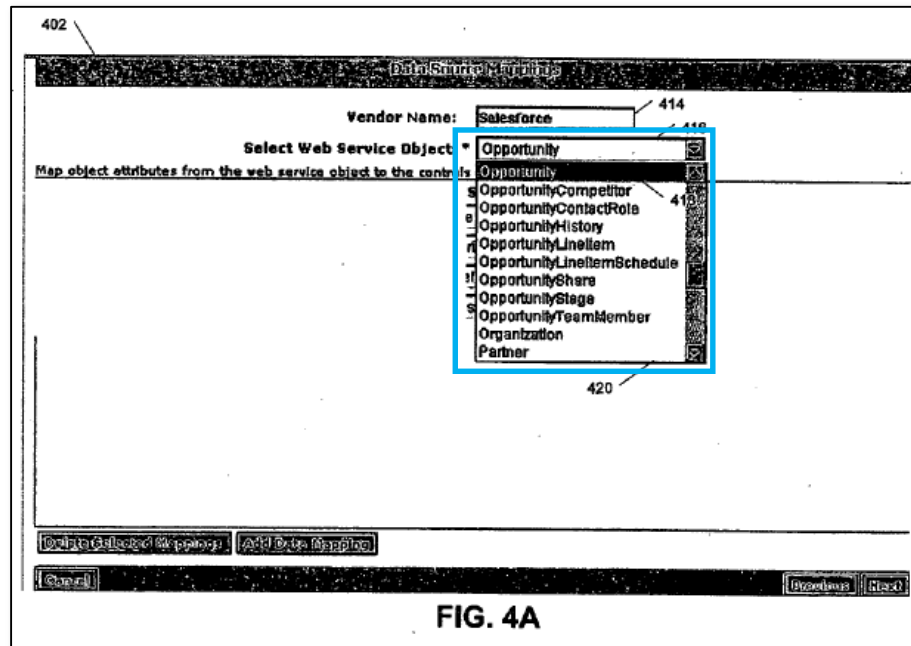 402
Data Source Mappings
Vendor Name: Salesforce 414
Select Web Service Object * Opportunity 416
Map object attributes from the web service object to the controls Opportunity
OpportunityCompetitor 418
OpportunityContactRole
OpportunityHistory
OpportunityLineItem
OpportunityLineItemSchedule
OpportunityShare
OpportunityStage
OpportunityTeamMember
Organization
Partner
420
Delete Selected Mappings Add Data Mapping
Cancel Previous Next
FIG. 4A